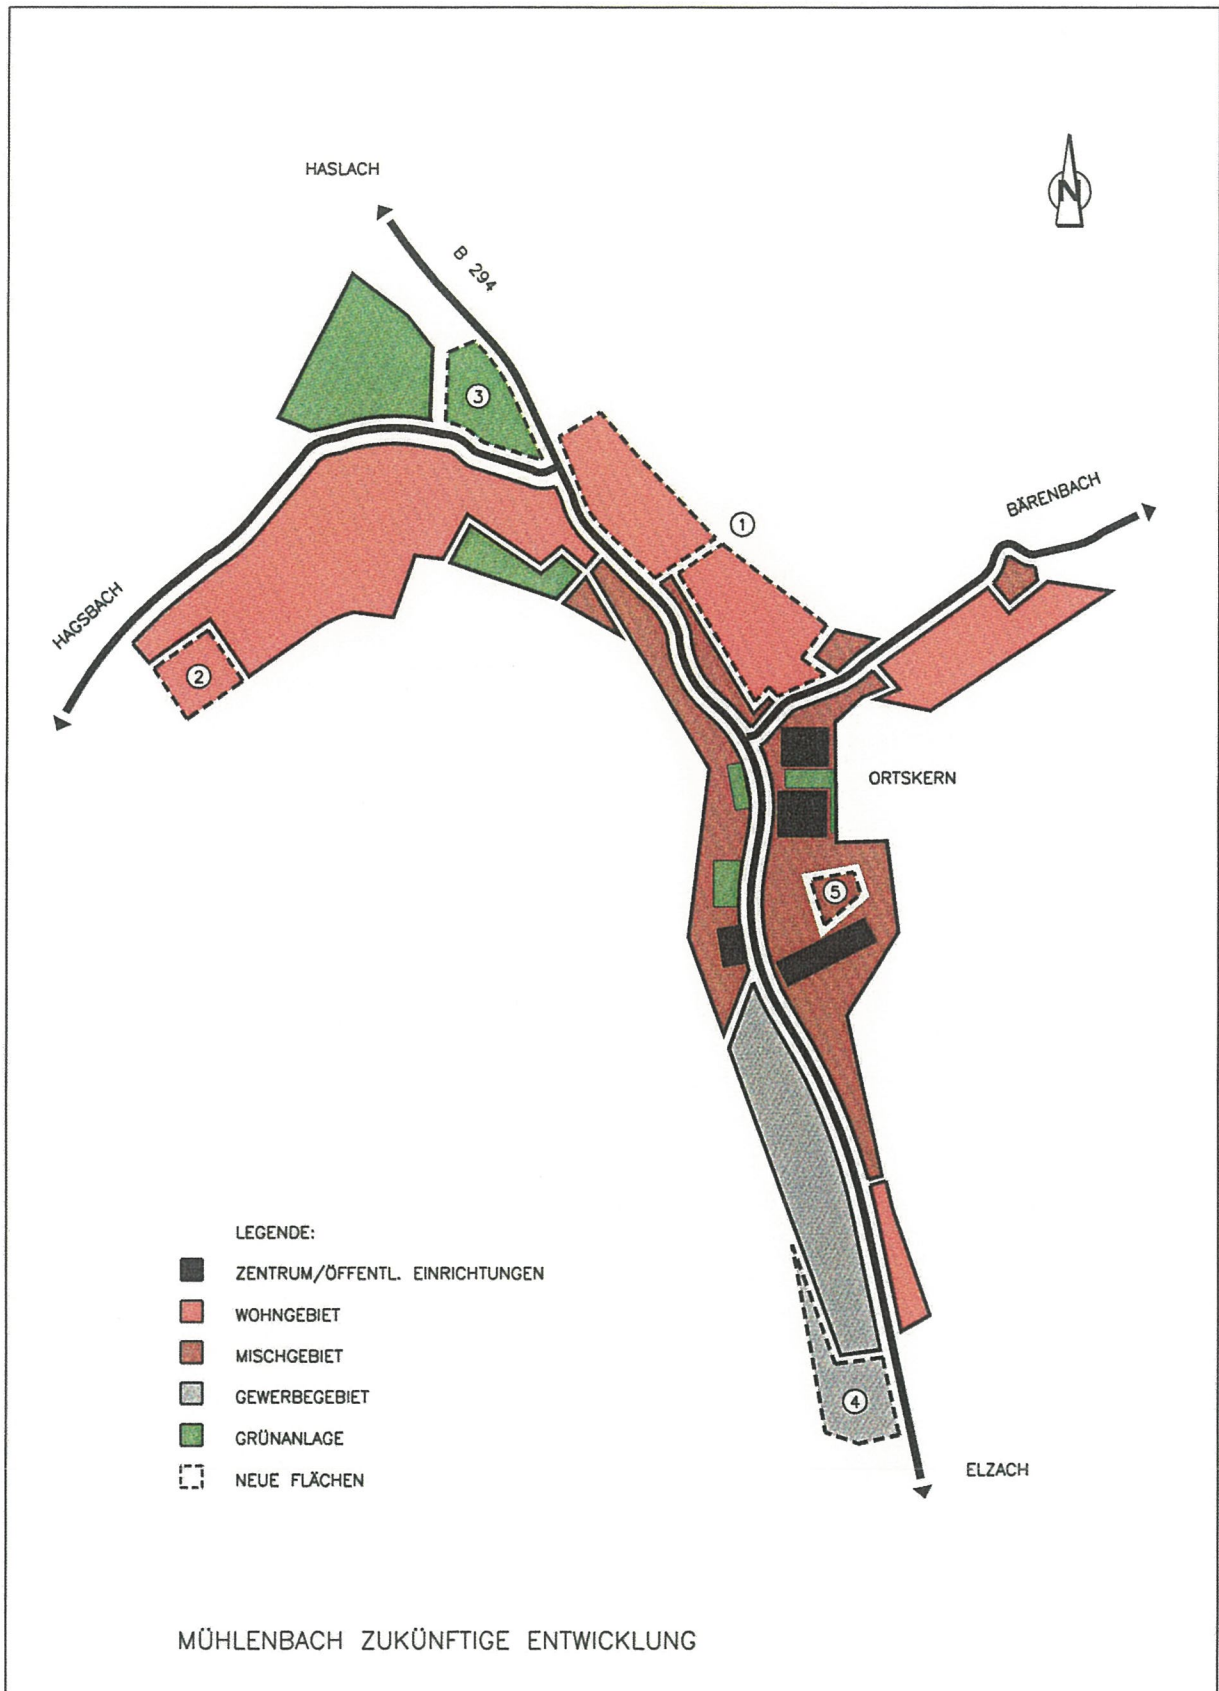 HASLACH
N
B 294
3
1
BÄRENBACH
HAGSBACH
2
ORTSKERN
5
LEGENDE:
ZENTRUM/ÖFFENTL. EINRICHTUNGEN
WOHNGEBIET
MISCHGEBIET
GEWERBEGEBIET
4
GRÜNANLAGE
ELZACH
NEUE FLÄCHEN
MÜHLENBACH ZUKÜNFTIGE ENTWICKLUNG